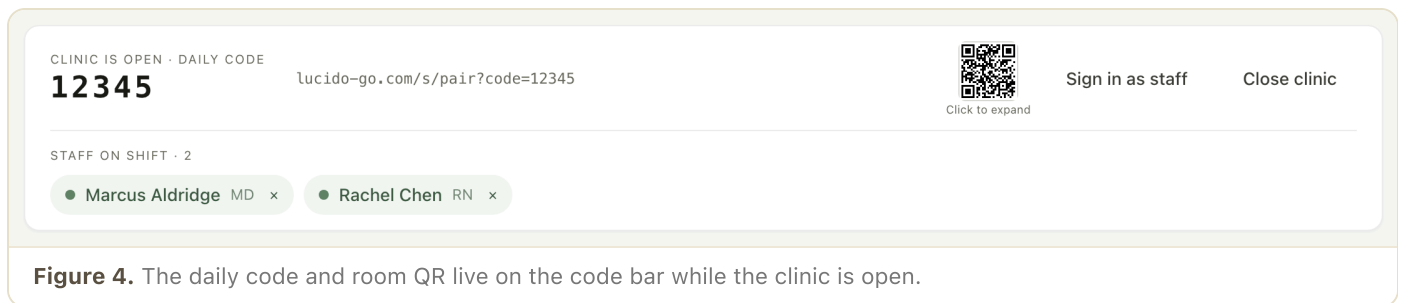 CLINIC IS OPEN · DAILY CODE
12345
lucido-go.com/s/pair?code=12345
Click to expand
Sign in as staff
Close clinic
STAFF ON SHIFT · 2
Marcus Aldridge MD ×
Rachel Chen RN ×
Figure 4. The daily code and room QR live on the code bar while the clinic is open.